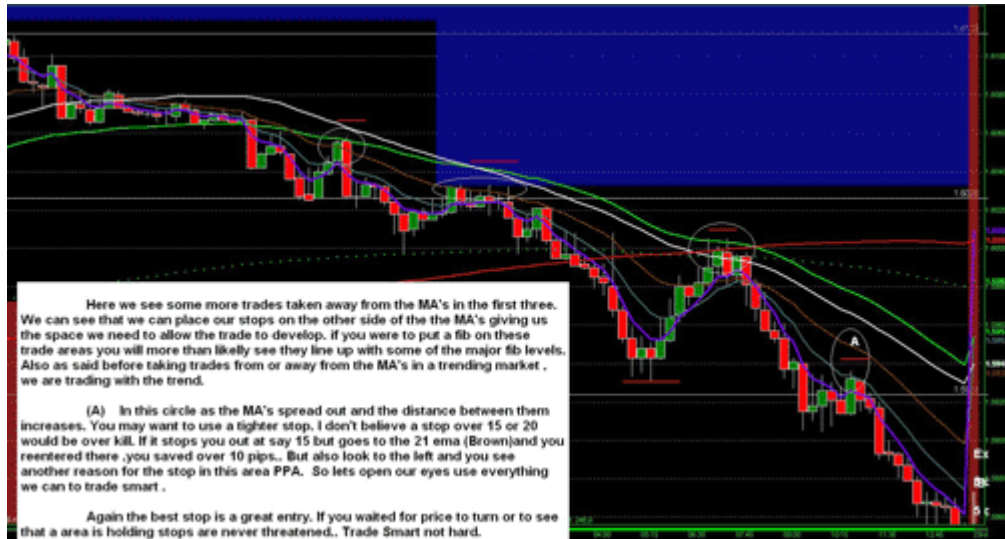 Here we see some more trades taken away from the MA's in the first three.
We can see that we can place our stops on the other side of the the MA's giving us
the space we need to allow the trade to develop. if you were to put a fib on these
trade areas you will more than likelly see they line up with some of the major fib levels.
Also as said before taking trades from or away from the MA's in a trending market ,
we are trading with the trend.
(A) In this circle as the MA's spread out and the distance between them
increases. You may want to use a tighter stop. I don't believe a stop over 15 or 20
would be over kill. If it stops you out at say 15 but goes to the 21 ema (Brown)and you
reentered there ,you saved over 10 pips.. But also look to the left and you see
another reason for the stop in this area PPA. So lets open our eyes use everything
we can to trade smart .
Again the best stop is a great entry. If you waited for price to turn or to see
that a area is holding stops are never threatened.. Trade Smart not hard.
A